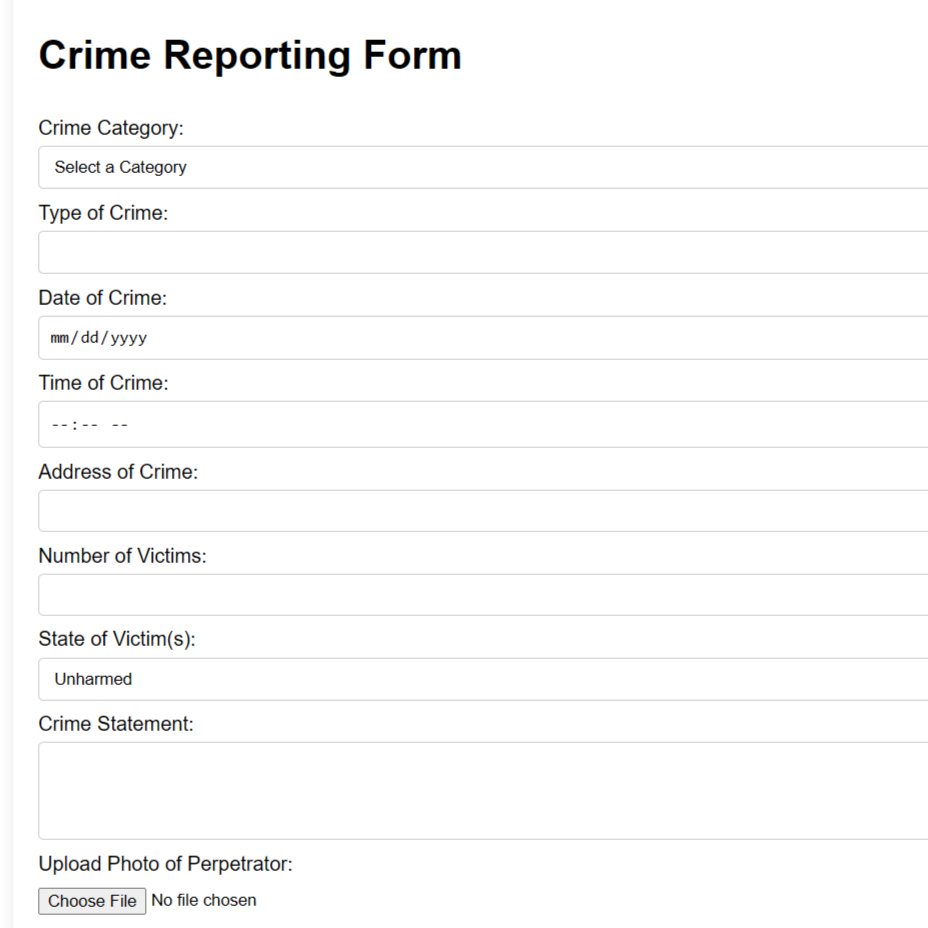 Crime Reporting Form
Crime Category:
Select a Category
Type of Crime:
Date of Crime:
mm/dd/yyyy
Time of Crime:
--:-- --
Address of Crime:
Number of Victims:
State of Victim(s):
Unharmed
Crime Statement:
Upload Photo of Perpetrator:
Choose File No file chosen